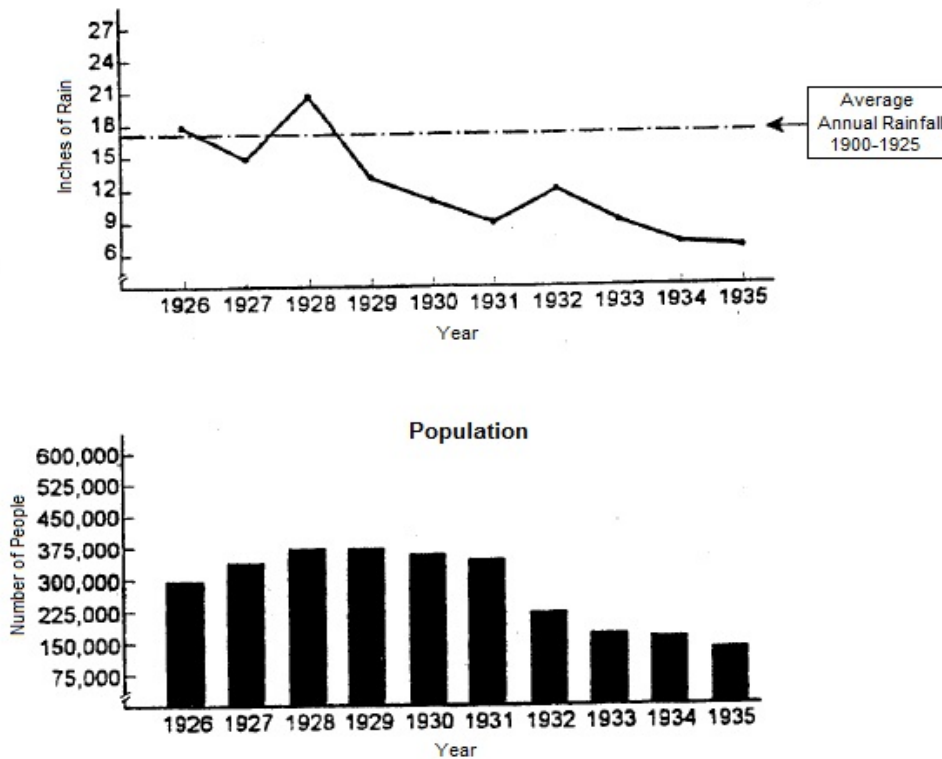 27
24
21
18
15
12
9
6
Inches of Rain
Average
Annual Rainfall
1900-1925
1926 1927 1928 1929 1930 1931 1932 1933 1934 1935
Year
Population
600,000
525,000
450,000
375,000
300,000
225,000
150,000
75,000
Number of People
1926 1927 1928 1929 1930 1931 1932 1933 1934 1935
Year